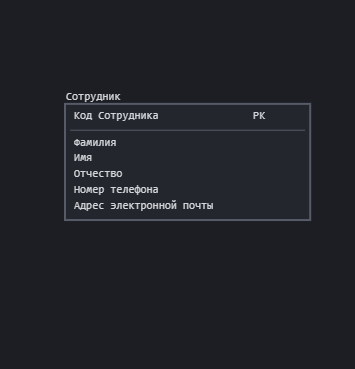 Сотрудник
Код Сотрудника PK
Фамилия
Имя
Отчество
Номер телефона
Адрес электронной почты